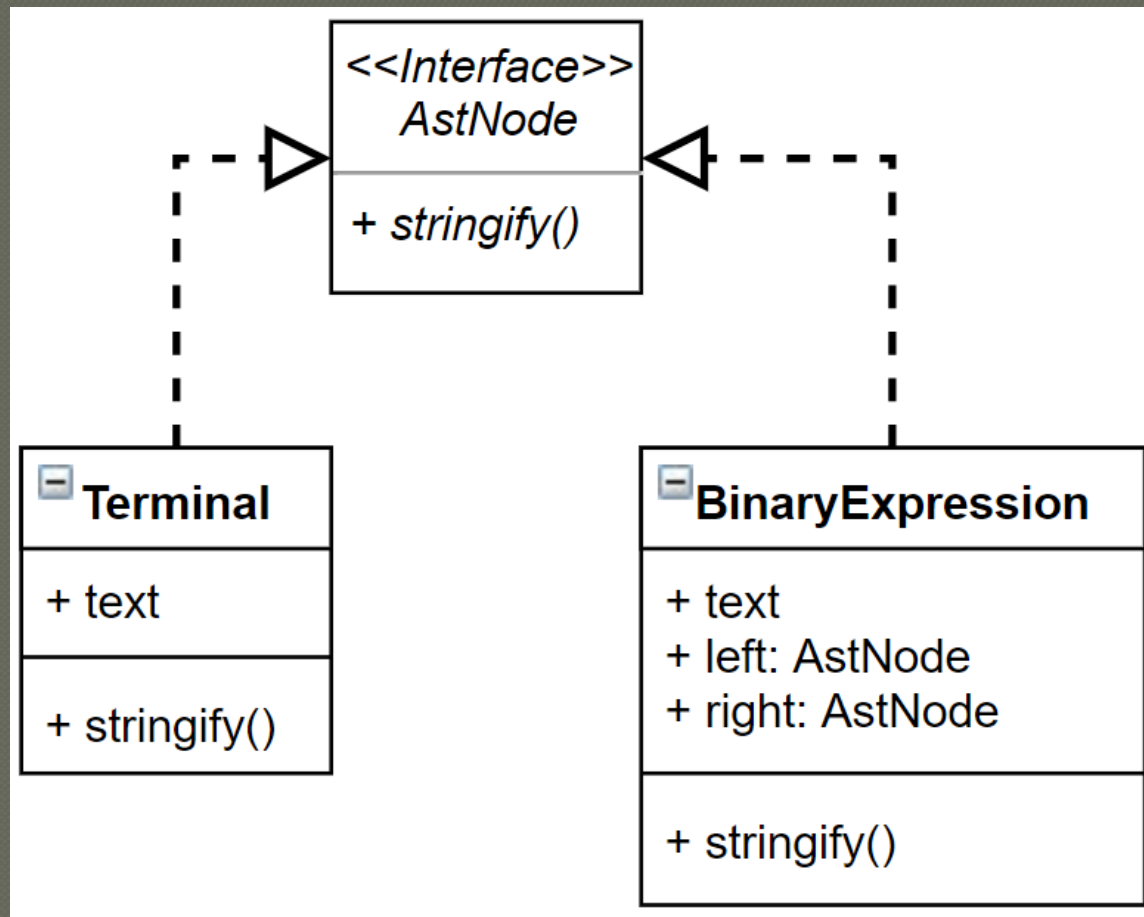 <<Interface>>
AstNode
+ stringify()
Terminal
+ text
+ stringify()
BinaryExpression
+ text
+ left: AstNode
+ right: AstNode
+ stringify()